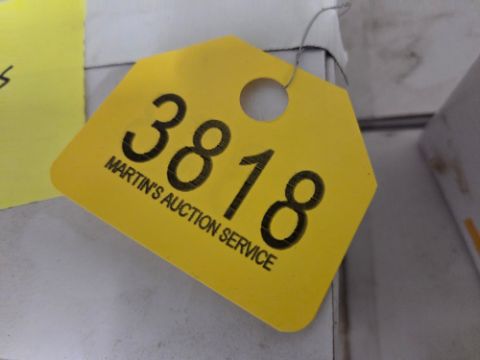 3818
MARTIN'S AUCTION SERVICE